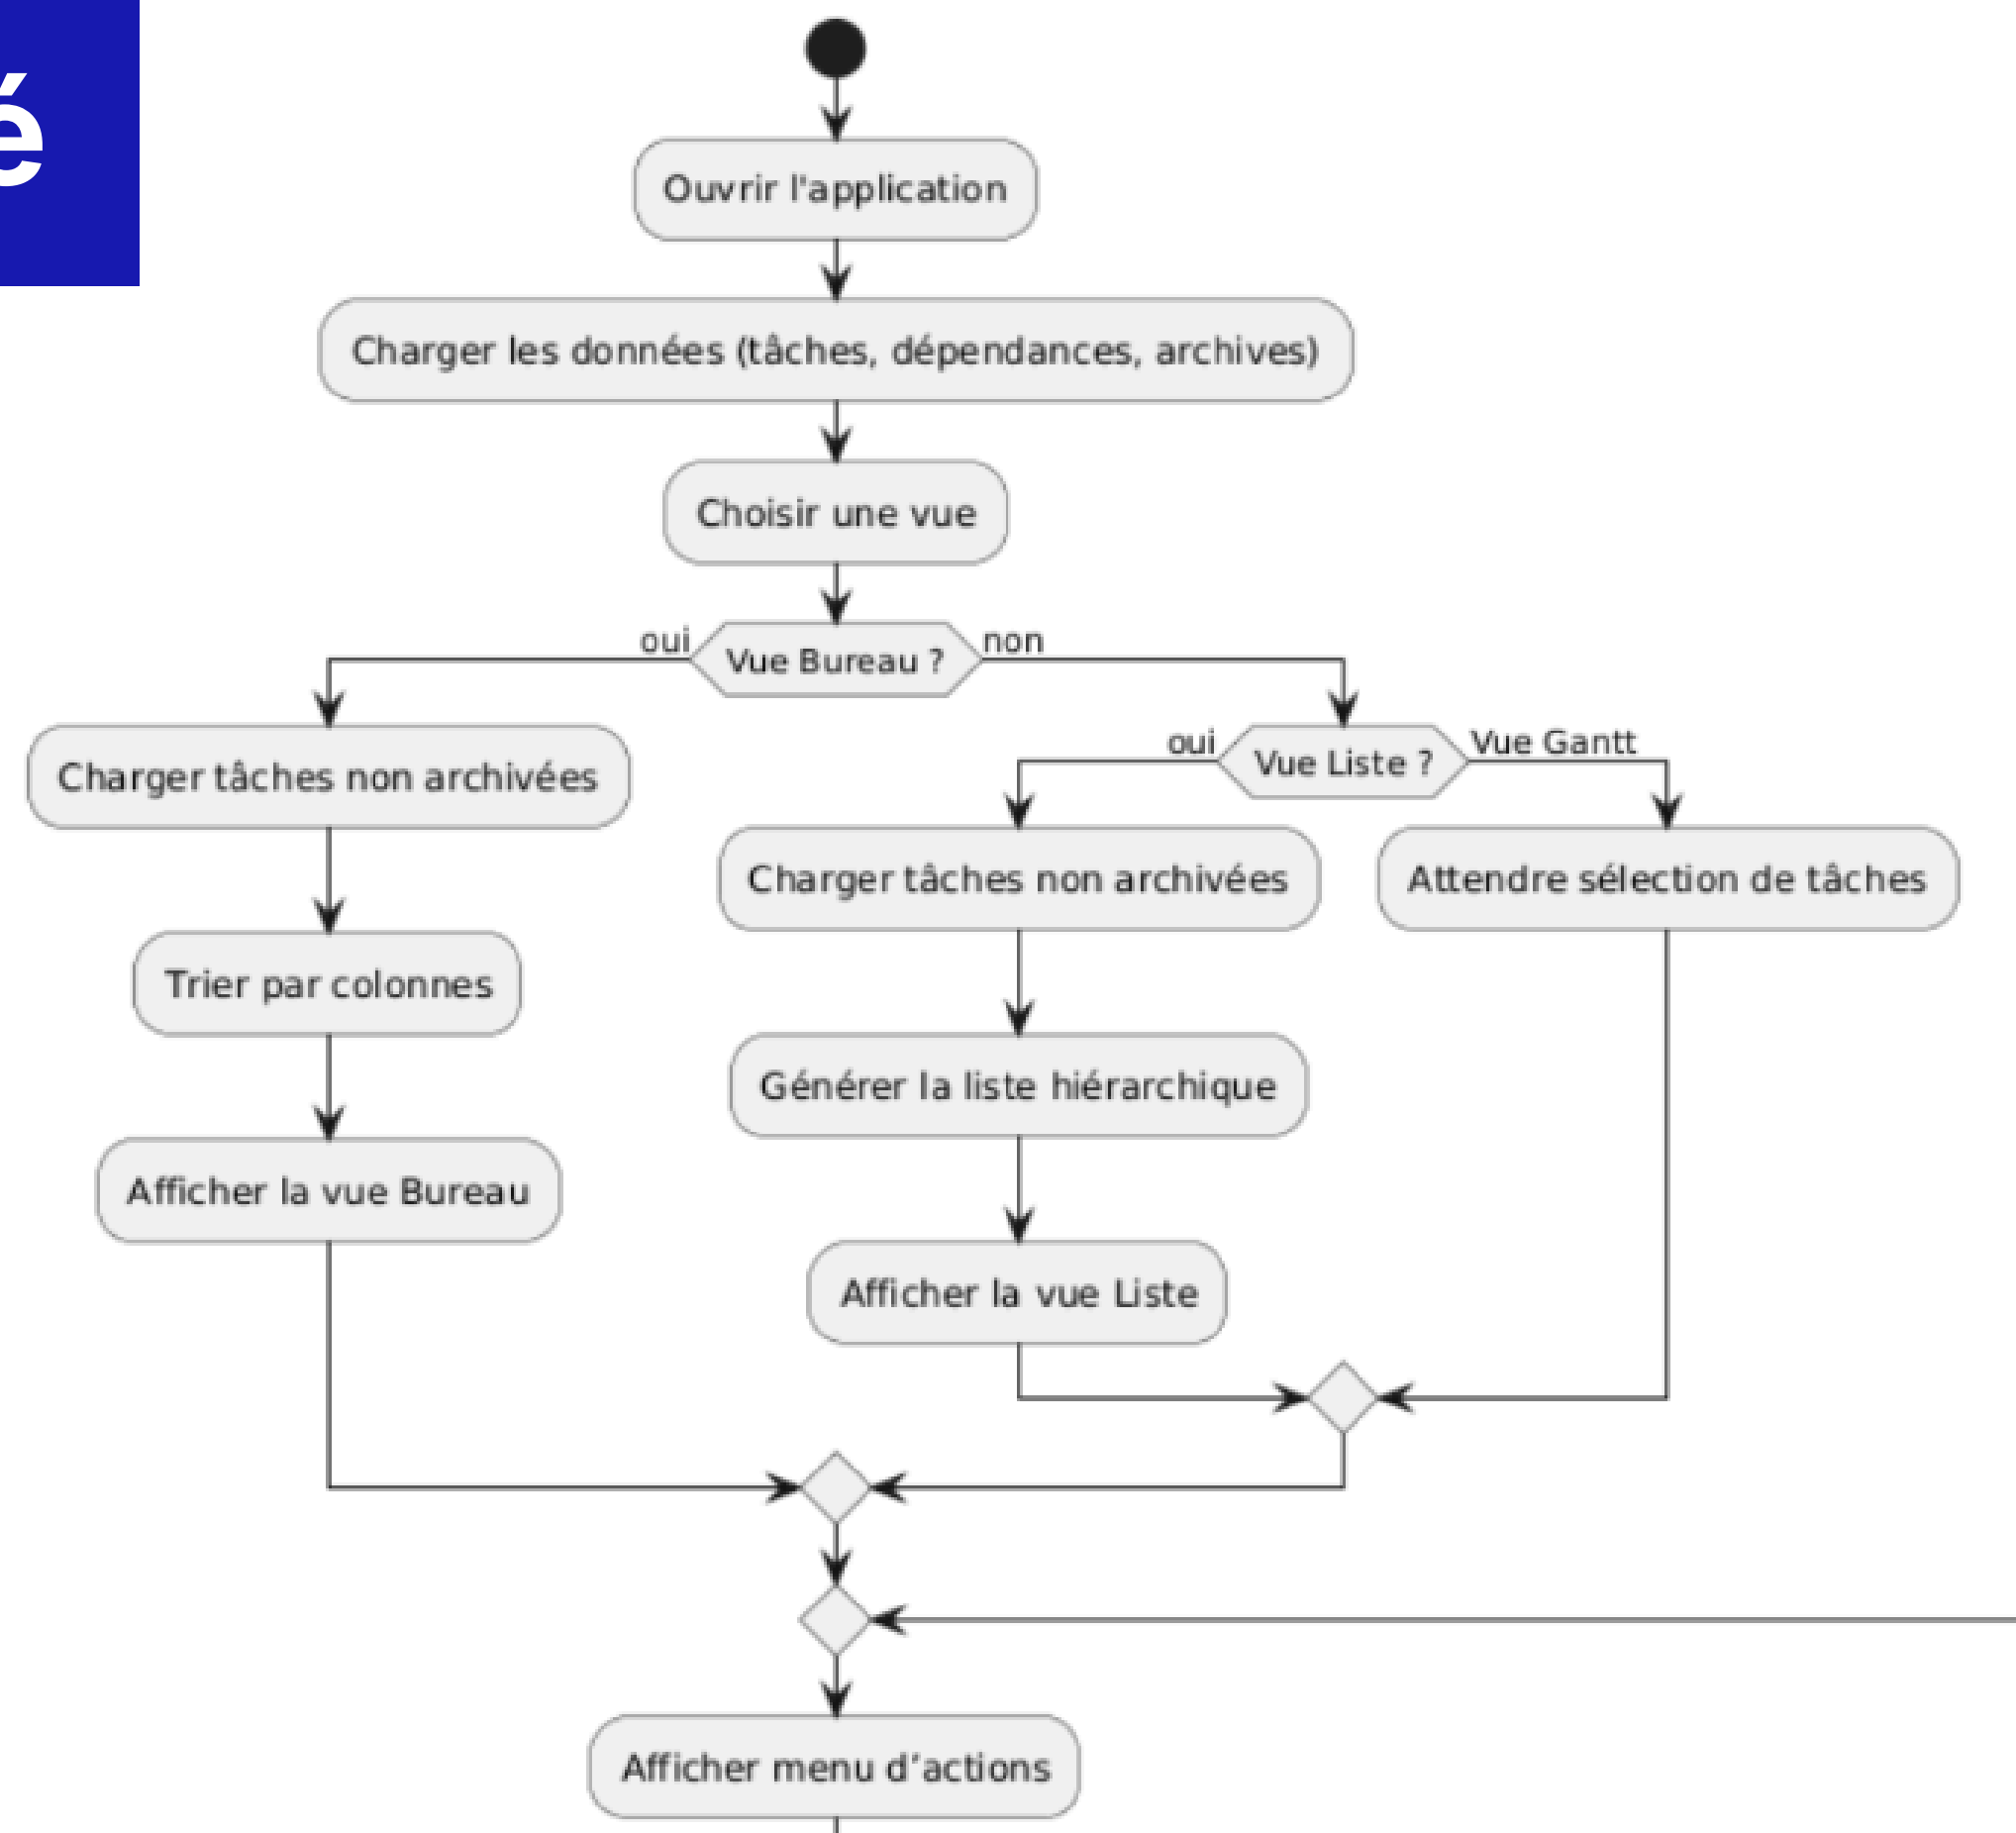 é
Ouvrir l'application
Charger les données (tâches, dépendances, archives)
Choisir une vue
oui
Vue Bureau ?
non
Charger tâches non archivées
Trier par colonnes
Afficher la vue Bureau
oui
Vue Liste ?
Vue Gantt
Charger tâches non archivées
Générer la liste hiérarchique
Afficher la vue Liste
Attendre sélection de tâches
Afficher menu d’actions